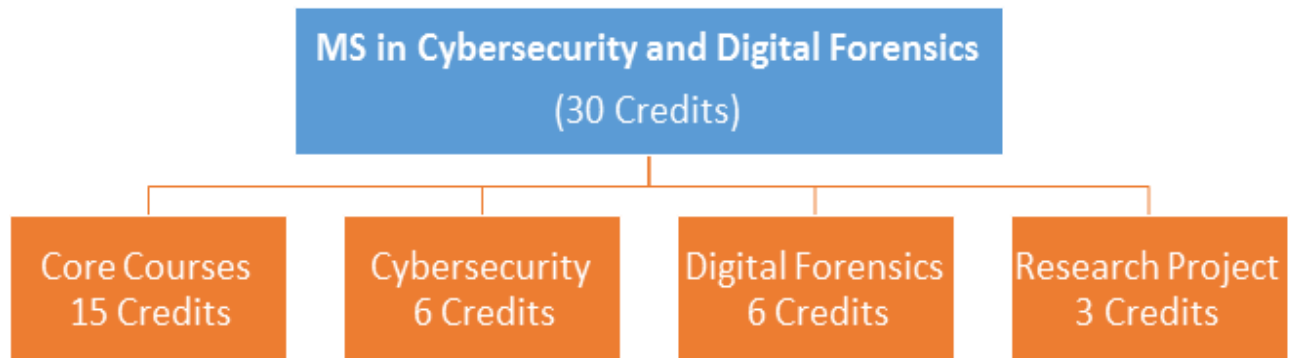 MS in Cybersecurity and Digital Forensics
(30 Credits)
Core Courses
15 Credits
Cybersecurity
6 Credits
Digital Forensics
6 Credits
Research Project
3 Credits